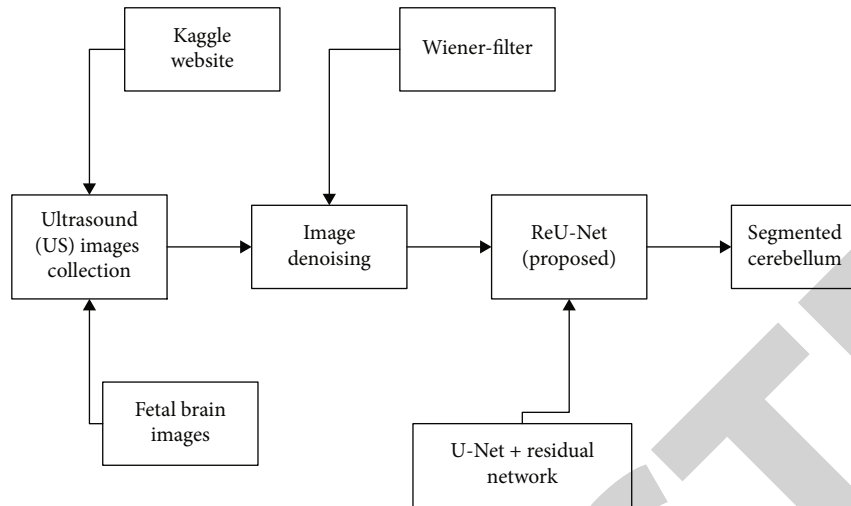 Kaggle
website
Wiener-filter
Ultrasound
(US) images
collection
Image
denoising
ReU-Net
(proposed)
Segmented
cerebellum
Fetal brain
images
U-Net + residual
network